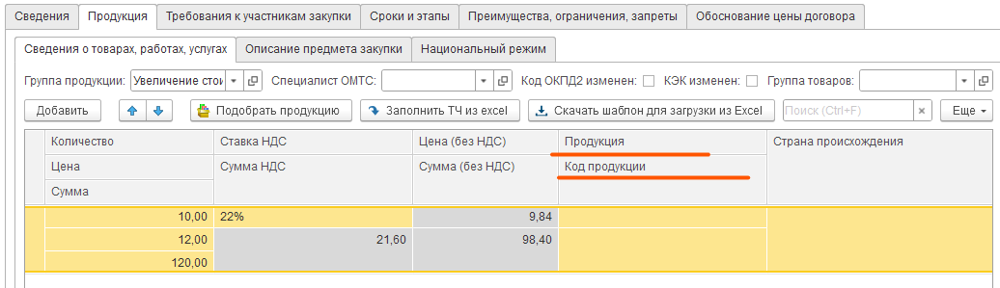 Сведения Продукция Требования к участникам закупки Сроки и этапы Преимущества, ограничения, запреты Обоснование цены договора
Сведения о товарах, работах, услугах Описание предмета закупки Национальный режим
Группа продукции: Увеличение стои Специалист ОМТС: Код ОКПД2 изменен: КЭК изменен: Группа товаров:
Добавить Подобрать продукцию Заполнить ТЧ из excel Скачать шаблон для загрузки из Excel Поиск (Ctrl+F) × Еще
Количество Ставка НДС Цена (без НДС) Продукция Страна происхождения
Цена Сумма НДС Сумма (без НДС) Код продукции
Сумма
10,00 22% 9,84
12,00 21,60 98,40
120,00